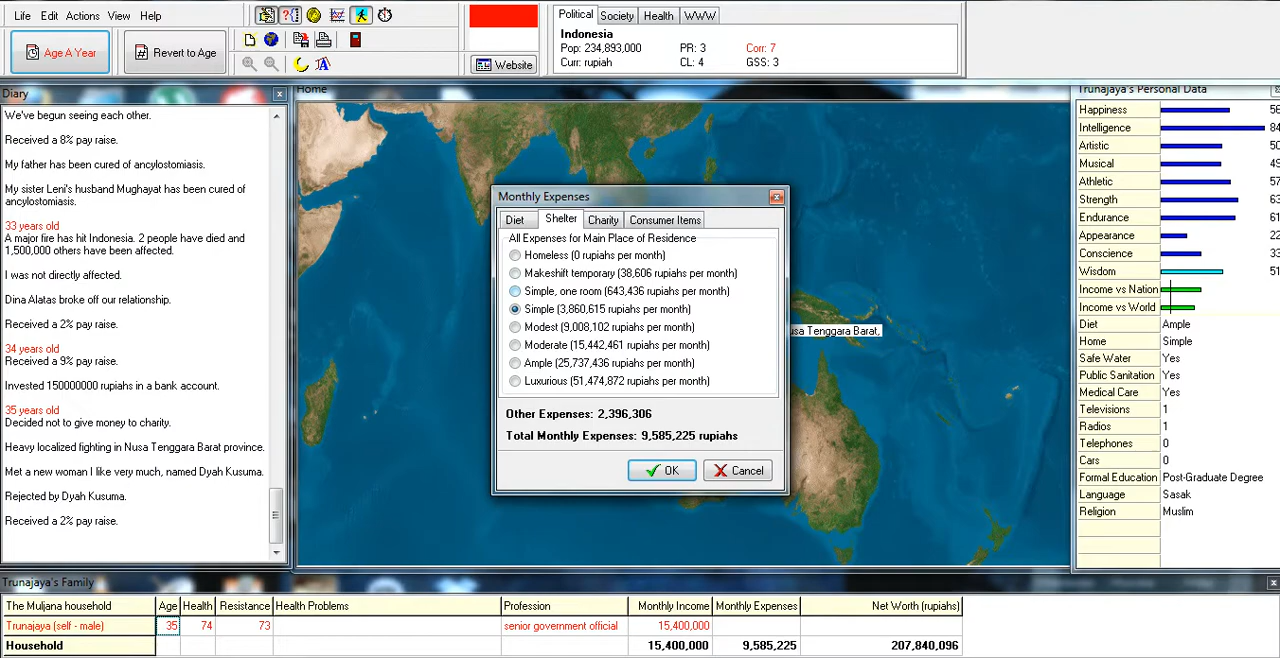 Life Edit Actions View Help
Age A Year
Revert to Age
Website
Political Society Health WWW
Indonesia
Pop: 234,893,000 PR: 3 Corr: 7
Curr: rupiah CL: 4 GSS: 3
Diary
We've begun seeing each other.
Received a 8% pay raise.
My father has been cured of ancylostomiasis.
My sister Leni's husband Mughayat has been cured of
ancylostomiasis.
33 years old
A major fire has hit Indonesia. 2 people have died and
1,500,000 others have been affected.
I was not directly affected.
Dina Alatas broke off our relationship.
Received a 2% pay raise.
34 years old
Received a 9% pay raise.
Invested 150000000 rupiahs in a bank account.
35 years old
Decided not to give money to charity.
Heavy localized fighting in Nusa Tenggara Barat province.
Met a new woman I like very much, named Dyah Kusuma.
Rejected by Dyah Kusuma.
Received a 2% pay raise.
Home
usa Tenggara Barat,
Monthly Expenses
Diet Shelter Charity Consumer Items
All Expenses for Main Place of Residence
Homeless (0 rupiahs per month)
Makeshift temporary (38,606 rupiahs per month)
Simple, one room (643,436 rupiahs per month)
Simple (3,860,615 rupiahs per month)
Modest (9,008,102 rupiahs per month)
Moderate (15,442,461 rupiahs per month)
Ample (25,737,436 rupiahs per month)
Luxurious (51,474,872 rupiahs per month)
Other Expenses: 2,396,306
Total Monthly Expenses: 9,585,225 rupiahs
OK Cancel
Trunajaya's Personal Data
Happiness
Intelligence 84
Artistic 50
Musical 49
Athletic 57
Strength 63
Endurance 61
Appearance 22
Conscience 33
Wisdom 51
Income vs Nation
Income vs World
Diet Ample
Home Simple
Safe Water Yes
Public Sanitation Yes
Medical Care Yes
Televisions 1
Radios 1
Telephones 0
Cars 0
Formal Education Post-Graduate Degree
Language Sasak
Religion Muslim
Trunajaya's Family
The Muljana household Age Health Resistance Health Problems Profession Monthly Income Monthly Expenses Net Worth (rupiahs)
Trunajaya (self - male) 35 74 73 senior government official 15,400,000
Household 15,400,000 9,585,225 207,840,096